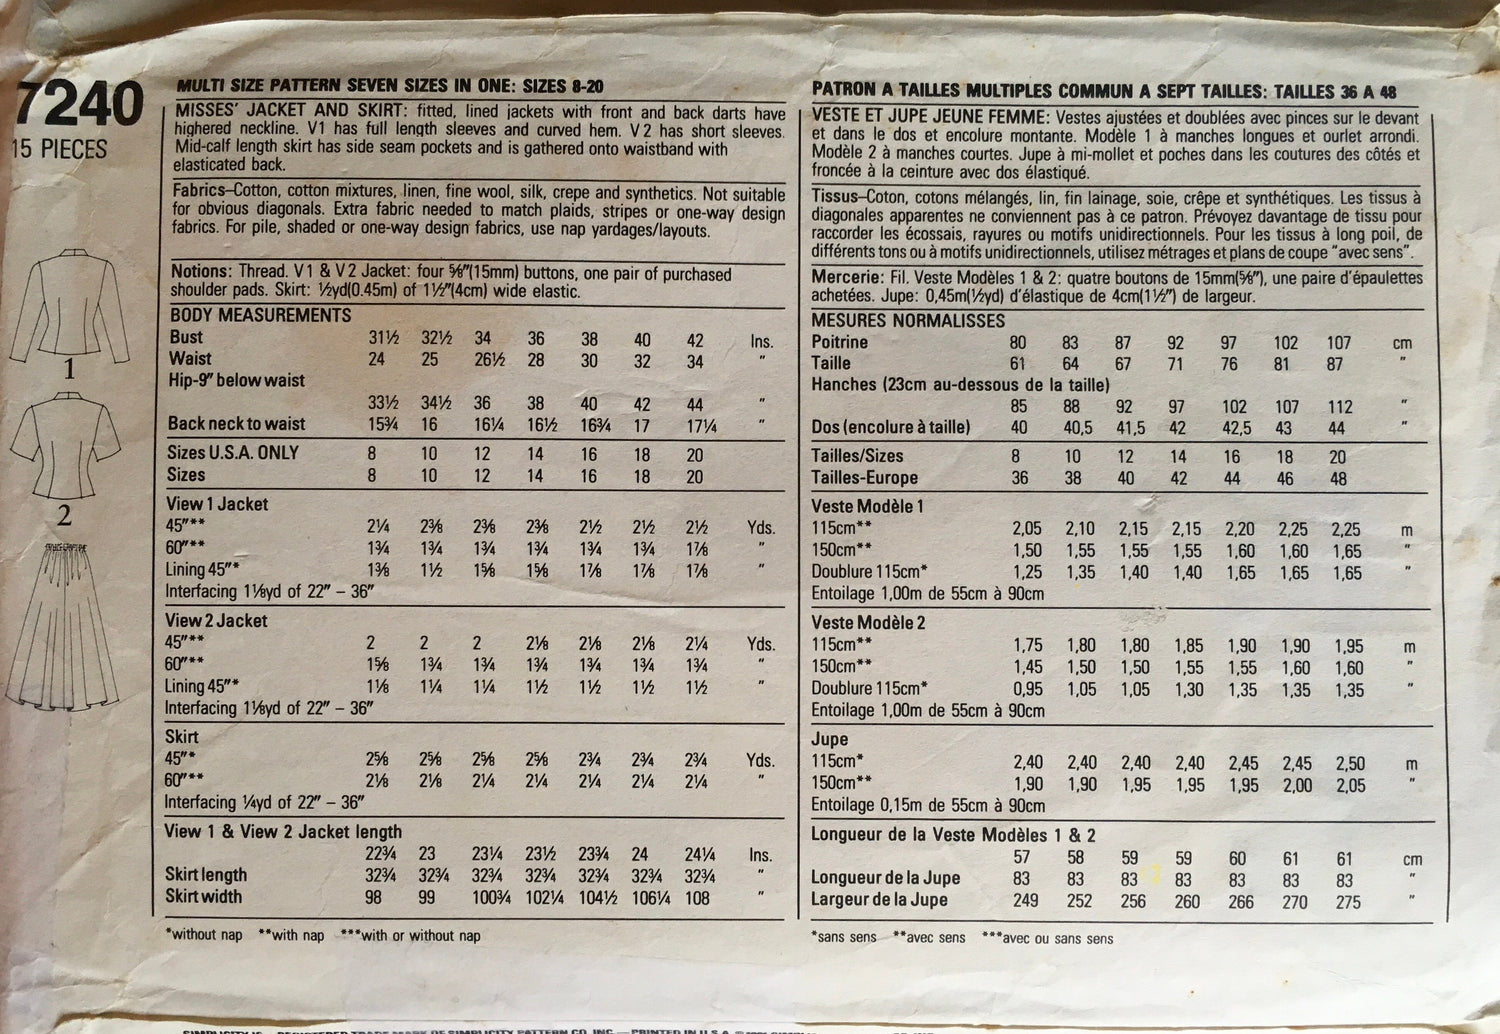 7240
15 PIECES
1
2
MULTI SIZE PATTERN SEVEN SIZES IN ONE: SIZES 8-20
MISSES' JACKET AND SKIRT: fitted, lined jackets with front and back darts have
highered neckline. V1 has full length sleeves and curved hem. V 2 has short sleeves.
Mid-calf length skirt has side seam pockets and is gathered onto waistband with
elasticated back.
Fabrics–Cotton, cotton mixtures, linen, fine wool, silk, crepe and synthetics. Not suitable
for obvious diagonals. Extra fabric needed to match plaids, stripes or one-way design
fabrics. For pile, shaded or one-way design fabrics, use nap yardages/layouts.
Notions: Thread. V1 & V2 Jacket: four ⅝"(15mm) buttons, one pair of purchased
shoulder pads. Skirt: ½yd(0.45m) of 1½"(4cm) wide elastic.
BODY MEASUREMENTS
Bust 31½ 32½ 34 36 38 40 42 Ins.
Waist 24 25 26½ 28 30 32 34 "
Hip-9" below waist
33½ 34½ 36 38 40 42 44 "
Back neck to waist 15¾ 16 16¼ 16½ 16¾ 17 17¼ "
Sizes U.S.A. ONLY 8 10 12 14 16 18 20
Sizes 8 10 12 14 16 18 20
View 1 Jacket
45"** 2¼ 2⅜ 2⅜ 2⅜ 2½ 2½ 2½ Yds.
60"** 1¾ 1¾ 1¾ 1¾ 1¾ 1¾ 1⅞ "
Lining 45"* 1⅜ 1½ 1⅝ 1⅝ 1⅞ 1⅞ 1⅞ "
Interfacing 1⅛yd of 22" – 36"
View 2 Jacket
45"** 2 2 2 2⅛ 2⅛ 2⅛ 2¼ Yds.
60"** 1⅝ 1¾ 1¾ 1¾ 1¾ 1¾ 1¾ "
Lining 45"* 1⅛ 1¼ 1¼ 1½ 1½ 1½ 1½ "
Interfacing 1⅛yd of 22" – 36"
Skirt
45"* 2⅝ 2⅝ 2⅝ 2⅝ 2¾ 2¾ 2¾ Yds.
60"** 2⅛ 2⅛ 2¼ 2¼ 2¼ 2¼ 2¼ "
Interfacing ¼yd of 22" – 36"
View 1 & View 2 Jacket length
22¾ 23 23¼ 23½ 23¾ 24 24¼ Ins.
Skirt length 32¾ 32¾ 32¾ 32¾ 32¾ 32¾ 32¾ "
Skirt width 98 99 100¾ 102¼ 104½ 106¼ 108 "
*without nap **with nap ***with or without nap
PATRON A TAILLES MULTIPLES COMMUN A SEPT TAILLES: TAILLES 36 A 48
VESTE ET JUPE JEUNE FEMME: Vestes ajustées et doublées avec pinces sur le devant
et dans le dos et encolure montante. Modèle 1 à manches longues et ourlet arrondi.
Modèle 2 à manches courtes. Jupe à mi-mollet et poches dans les coutures des côtés et
froncée à la ceinture avec dos élastiqué.
Tissus–Coton, cotons mélangés, lin, fin lainage, soie, crêpe et synthétiques. Les tissus à
diagonales apparentes ne conviennent pas à ce patron. Prévoyez davantage de tissu pour
raccorder les écossais, rayures ou motifs unidirectionnels. Pour les tissus à long poil, de
différents tons ou à motifs unidirectionnels, utilisez métrages et plans de coupe "avec sens".
Mercerie: Fil. Veste Modèles 1 & 2: quatre boutons de 15mm(⅝"), une paire d'épaulettes
achetées. Jupe: 0,45m(½yd) d'élastique de 4cm(1½") de largeur.
MESURES NORMALISSES
Poitrine 80 83 87 92 97 102 107 cm
Taille 61 64 67 71 76 81 87 "
Hanches (23cm au-dessous de la taille)
85 88 92 97 102 107 112 "
Dos (encolure à taille) 40 40,5 41,5 42 42,5 43 44 "
Tailles/Sizes 8 10 12 14 16 18 20
Tailles-Europe 36 38 40 42 44 46 48
Veste Modèle 1
115cm** 2,05 2,10 2,15 2,15 2,20 2,25 2,25 m
150cm** 1,50 1,55 1,55 1,55 1,60 1,60 1,65 "
Doublure 115cm* 1,25 1,35 1,40 1,40 1,65 1,65 1,65 "
Entoilage 1,00m de 55cm à 90cm
Veste Modèle 2
115cm** 1,75 1,80 1,80 1,85 1,90 1,90 1,95 m
150cm** 1,45 1,50 1,50 1,55 1,55 1,60 1,60 "
Doublure 115cm* 0,95 1,05 1,05 1,30 1,35 1,35 1,35 "
Entoilage 1,00m de 55cm à 90cm
Jupe
115cm* 2,40 2,40 2,40 2,40 2,45 2,45 2,50 m
150cm** 1,90 1,90 1,95 1,95 1,95 2,00 2,05 "
Entoilage 0,15m de 55cm à 90cm
Longueur de la Veste Modèles 1 & 2
57 58 59 59 60 61 61 cm
Longueur de la Jupe 83 83 83 83 83 83 83 "
Largeur de la Jupe 249 252 256 260 266 270 275 "
*sans sens **avec sens ***avec ou sans sens
SIMPLICITY PATTERN CO. INC. — PRINTED IN U.S.A.